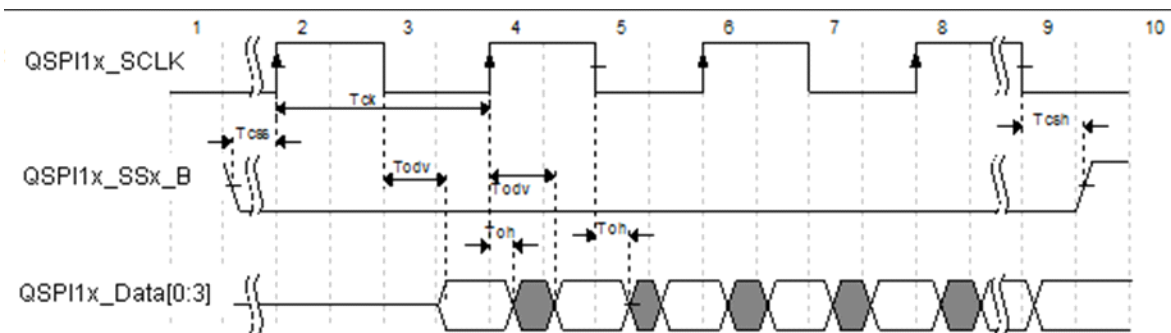 1 2 3 4 5 6 7 8 9 10
QSPI1x_SCLK
Tck
Tcss Tcsh
QSPI1x_SSx_B
Todv Todv
Toh Toh
QSPI1x_Data[0:3]